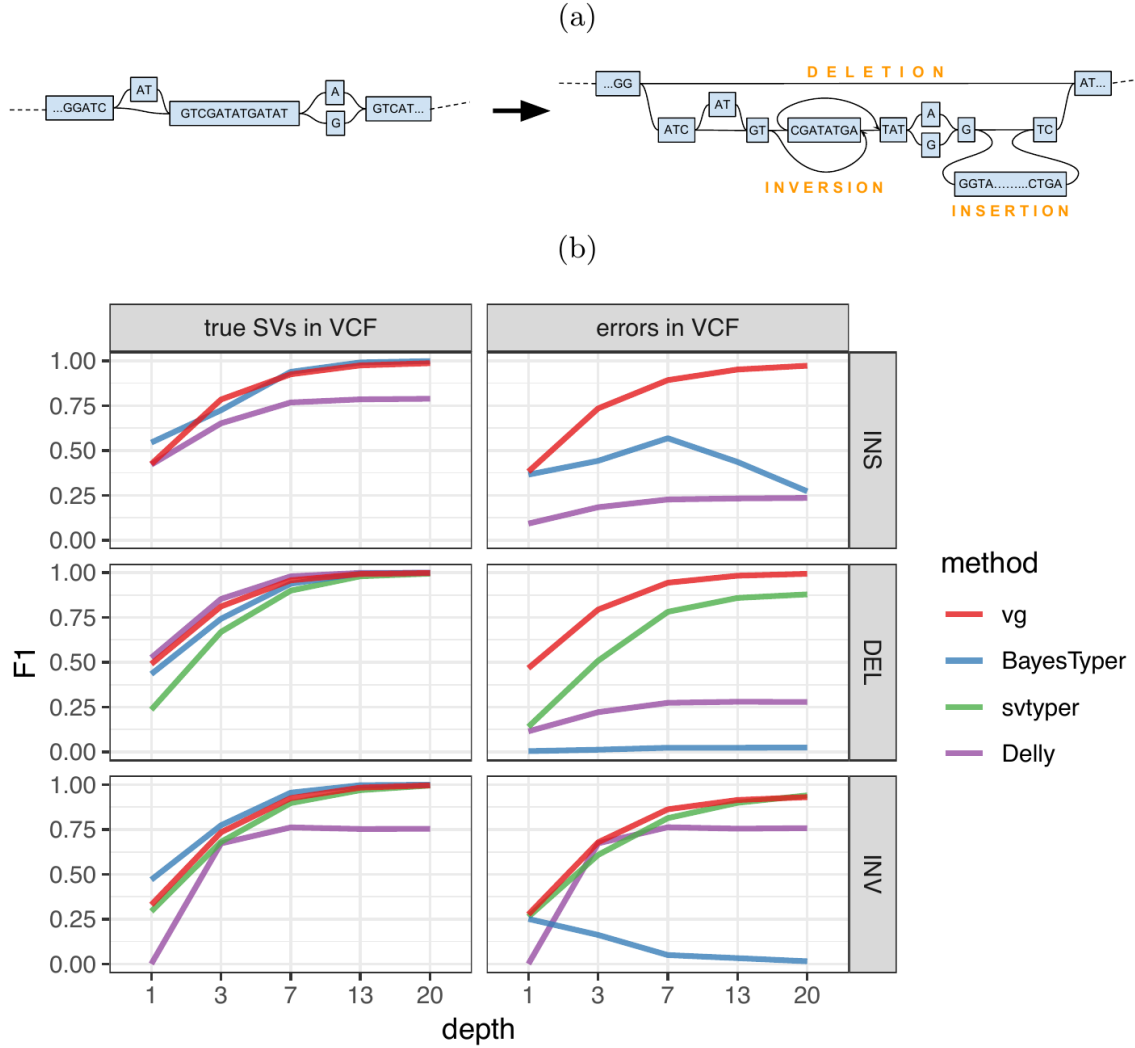 (a)
...GGATC
AT
GTCGATATGATAT
A
G
GTCAT...
...GG
DELETION
AT...
ATC
AT
GT
CGATATGA
TAT
A
G
G
TC
INVERSION
GGTA.........CTGA
INSERTION
(b)
true SVs in VCF
errors in VCF
1.00
0.75
0.50
0.25
0.00
INS
1.00
0.75
0.50
0.25
0.00
DEL
1.00
0.75
0.50
0.25
0.00
INV
F1
1 3 7 13 20
1 3 7 13 20
depth
method
vg
BayesTyper
svtyper
Delly